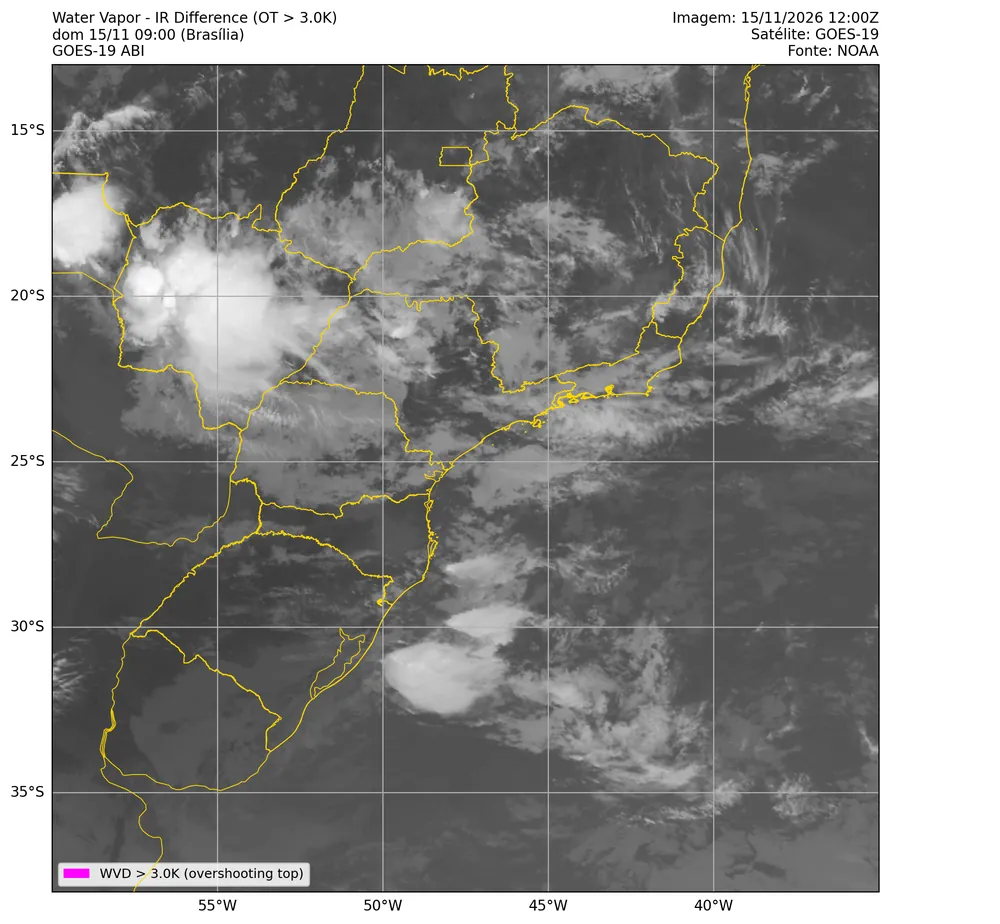 Water Vapor - IR Difference (OT > 3.0K)
dom 15/11 09:00 (Brasília)
GOES-19 ABI
Imagem: 15/11/2026 12:00Z
Satélite: GOES-19
Fonte: NOAA
15°S
20°S
25°S
30°S
35°S
WVD > 3.0K (overshooting top)
55°W
50°W
45°W
40°W